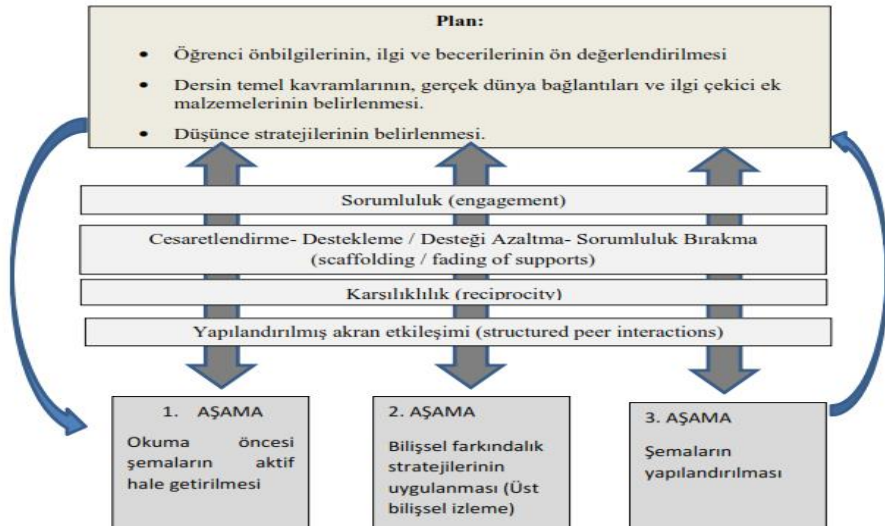 Plan:
• Öğrenci önbilgilerinin, ilgi ve becerilerinin ön değerlendirilmesi
• Dersin temel kavramlarının, gerçek dünya bağlantıları ve ilgi çekici ek
malzemelerinin belirlenmesi.
• Düşünce stratejilerinin belirlenmesi.
Sorumluluk (engagement)
Cesaretlendirme- Destekleme / Desteği Azaltma- Sorumluluk Bırakma
(scaffolding / fading of supports)
Karşılıklılık (reciprocity)
Yapılandırılmış akran etkileşimi (structured peer interactions)
1. AŞAMA
Okuma öncesi
şemaların aktif
hale getirilmesi
2. AŞAMA
Bilişsel farkındalık
stratejilerinin
uygulanması (Üst
bilişsel izleme)
3. AŞAMA
Şemaların
yapılandırılması